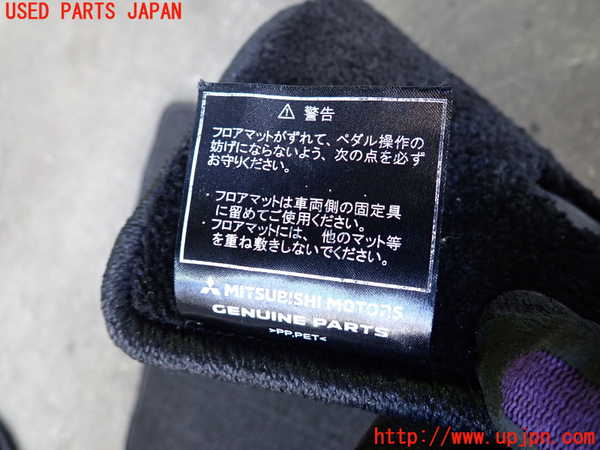 USED PARTS JAPAN
⚠ 警告
フロアマットがずれて、ペダル操作の
妨げにならないよう、次の点を必ず
お守りください。
・フロアマットは車両側の固定具
に留めてご使用ください。
・フロアマットには、他のマット等
を重ね敷きしないでください。
MITSUBISHI MOTORS
GENUINE PARTS
>PP,PET<
http://www.upjpn.com/